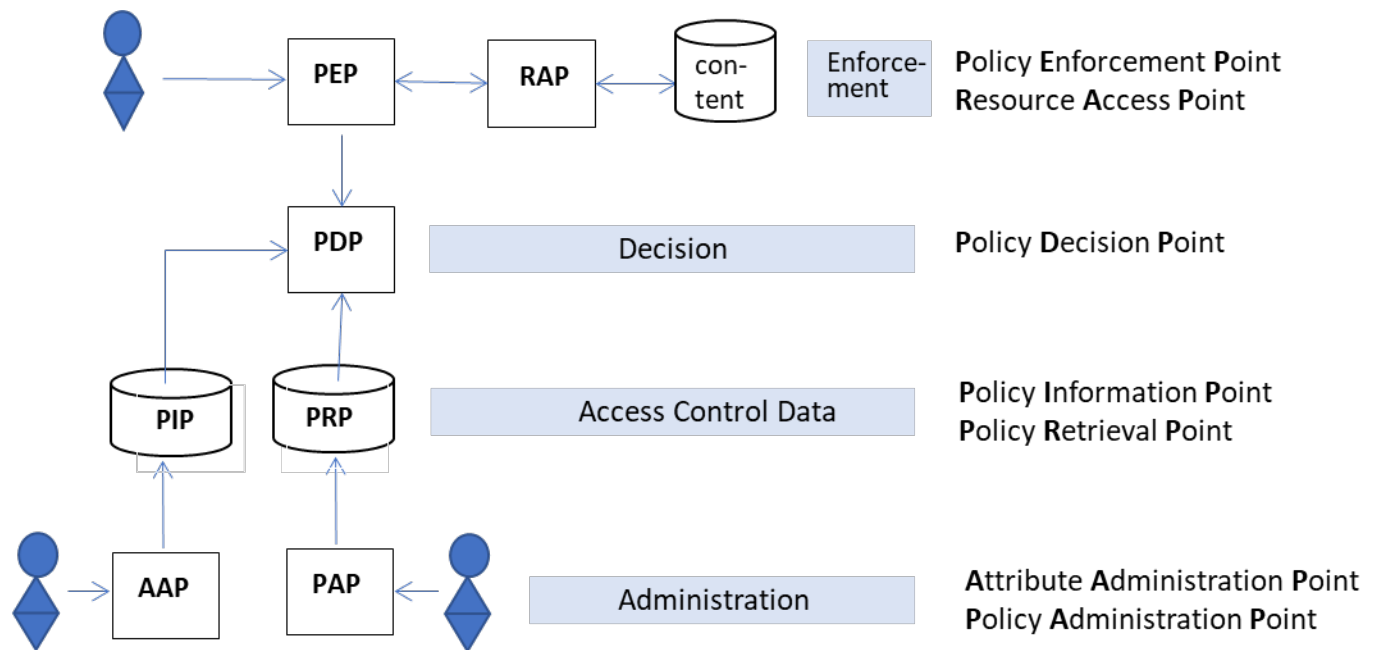 PEP
RAP
con-
tent
Enforce-
ment
Policy Enforcement Point
Resource Access Point
PDP
Decision
Policy Decision Point
PIP
PRP
Access Control Data
Policy Information Point
Policy Retrieval Point
AAP
PAP
Administration
Attribute Administration Point
Policy Administration Point